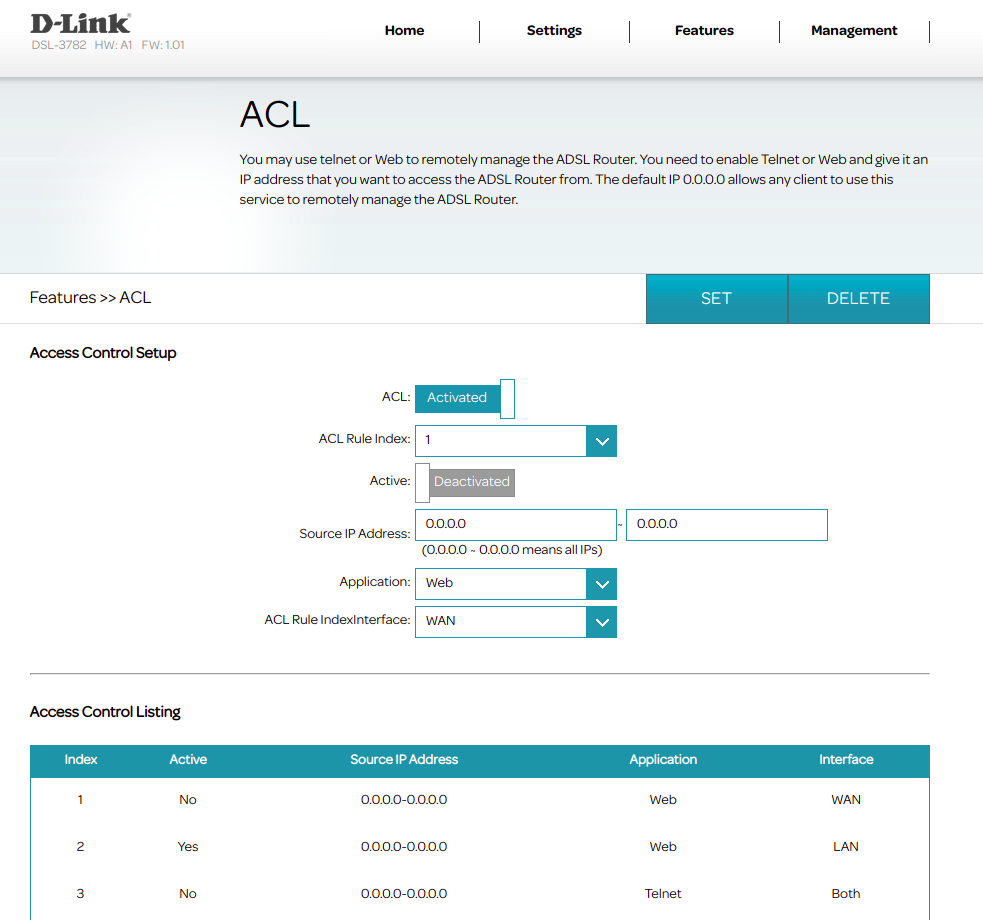 D-Link®
DSL-3782 HW: A1 FW: 1.01
Home Settings Features Management
ACL
You may use telnet or Web to remotely manage the ADSL Router. You need to enable Telnet or Web and give it an
IP address that you want to access the ADSL Router from. The default IP 0.0.0.0 allows any client to use this
service to remotely manage the ADSL Router.
Features >> ACL SET DELETE
Access Control Setup
ACL: Activated
ACL Rule Index: 1
Active: Deactivated
Source IP Address: 0.0.0.0 ~ 0.0.0.0
(0.0.0.0 ~ 0.0.0.0 means all IPs)
Application: Web
ACL Rule IndexInterface: WAN
Access Control Listing
Index Active Source IP Address Application Interface
1 No 0.0.0.0-0.0.0.0 Web WAN
2 Yes 0.0.0.0-0.0.0.0 Web LAN
3 No 0.0.0.0-0.0.0.0 Telnet Both